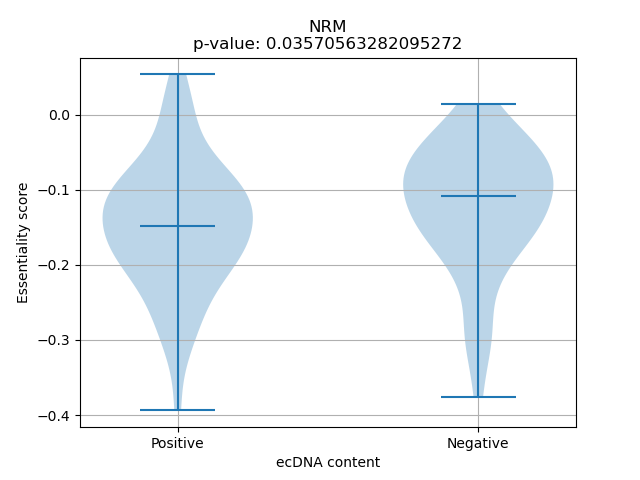 NRM
p-value: 0.03570563282095272
Essentiality score
0.0
−0.1
−0.2
−0.3
−0.4
Positive
Negative
ecDNA content